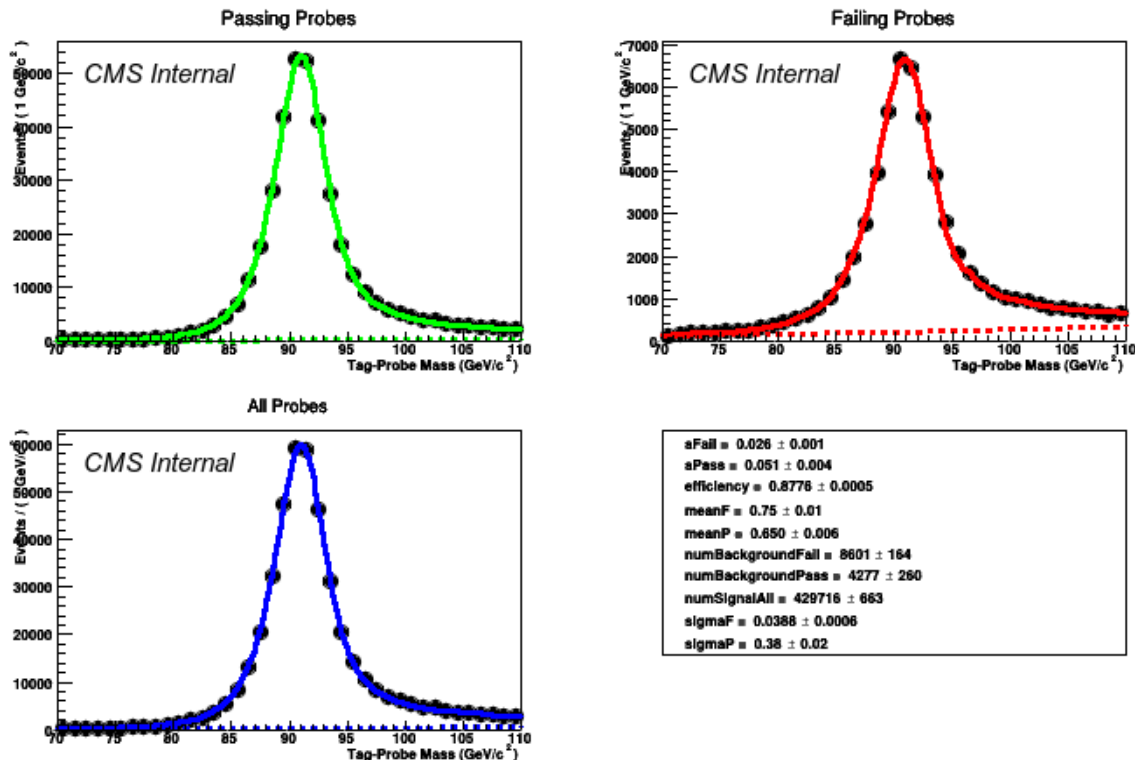 Passing Probes
Events / ( 1 GeV/c² )
CMS Internal
50000
40000
30000
20000
10000
0
70 75 80 85 90 95 100 105 110
Tag-Probe Mass (GeV/c²)
Failing Probes
Events / ( 1 GeV/c² )
CMS Internal
7000
6000
5000
4000
3000
2000
1000
0
70 75 80 85 90 95 100 105 110
Tag-Probe Mass (GeV/c²)
All Probes
Events / ( 1 GeV/c² )
CMS Internal
60000
50000
40000
30000
20000
10000
0
70 75 80 85 90 95 100 105 110
Tag-Probe Mass (GeV/c²)
aFail = 0.026 ± 0.001
aPass = 0.051 ± 0.004
efficiency = 0.8776 ± 0.0005
meanF = 0.75 ± 0.01
meanP = 0.650 ± 0.006
numBackgroundFail = 8601 ± 164
numBackgroundPass = 4277 ± 260
numSignalAll = 429716 ± 663
sigmaF = 0.0388 ± 0.0006
sigmaP = 0.38 ± 0.02